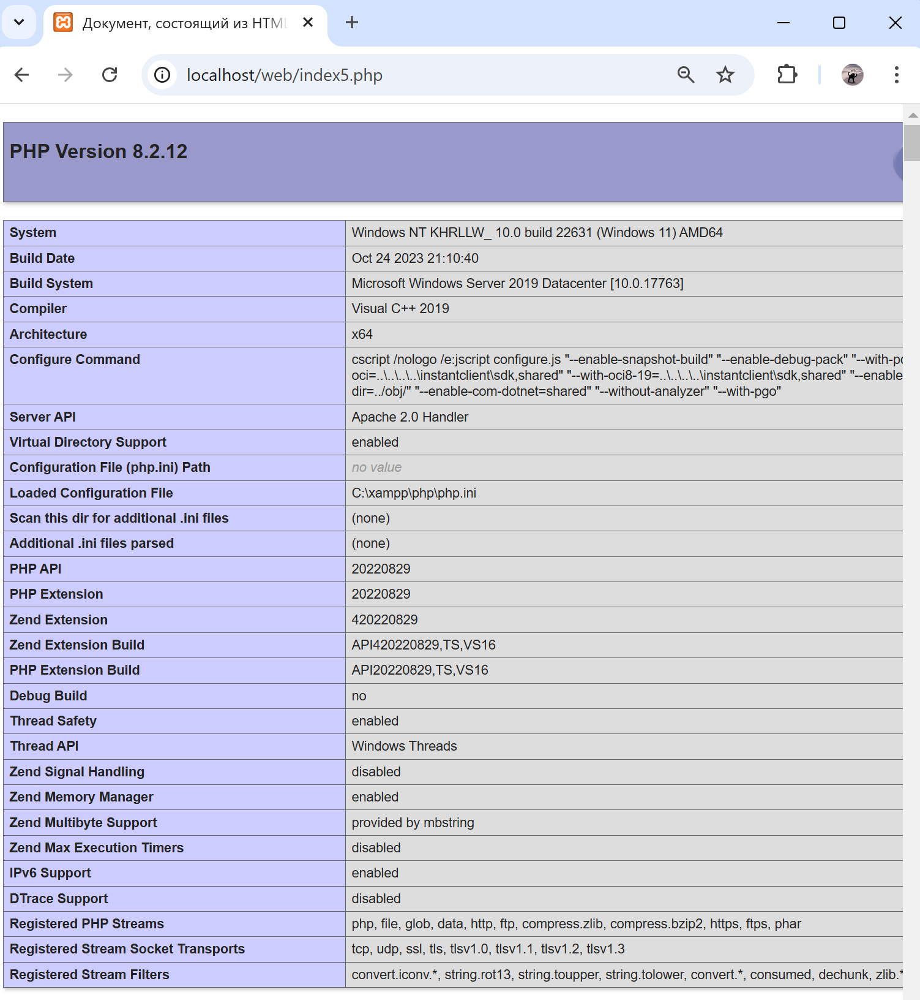 Документ, состоящий из HTML
localhost/web/index5.php
PHP Version 8.2.12
System Windows NT KHRLLW_ 10.0 build 22631 (Windows 11) AMD64
Build Date Oct 24 2023 21:10:40
Build System Microsoft Windows Server 2019 Datacenter [10.0.17763]
Compiler Visual C++ 2019
Architecture x64
Configure Command cscript /nologo /e:jscript configure.js "--enable-snapshot-build" "--enable-debug-pack"
oci=..\..\..\..\instantclient\sdk,shared" "--with-oci8-19=..\..\..\..\instantclient\sdk,shared" "--enable
dir=../obj/" "--enable-com-dotnet=shared" "--without-analyzer" "--with-pgo"
Server API Apache 2.0 Handler
Virtual Directory Support enabled
Configuration File (php.ini) Path no value
Loaded Configuration File C:\xampp\php\php.ini
Scan this dir for additional .ini files (none)
Additional .ini files parsed (none)
PHP API 20220829
PHP Extension 20220829
Zend Extension 420220829
Zend Extension Build API420220829,TS,VS16
PHP Extension Build API20220829,TS,VS16
Debug Build no
Thread Safety enabled
Thread API Windows Threads
Zend Signal Handling disabled
Zend Memory Manager enabled
Zend Multibyte Support provided by mbstring
Zend Max Execution Timers disabled
IPv6 Support enabled
DTrace Support disabled
Registered PHP Streams php, file, glob, data, http, ftp, compress.zlib, compress.bzip2, https, ftps, phar
Registered Stream Socket Transports tcp, udp, ssl, tls, tlsv1.0, tlsv1.1, tlsv1.2, tlsv1.3
Registered Stream Filters convert.iconv.*, string.rot13, string.toupper, string.tolower, convert.*, consumed, dechunk, zlib.*